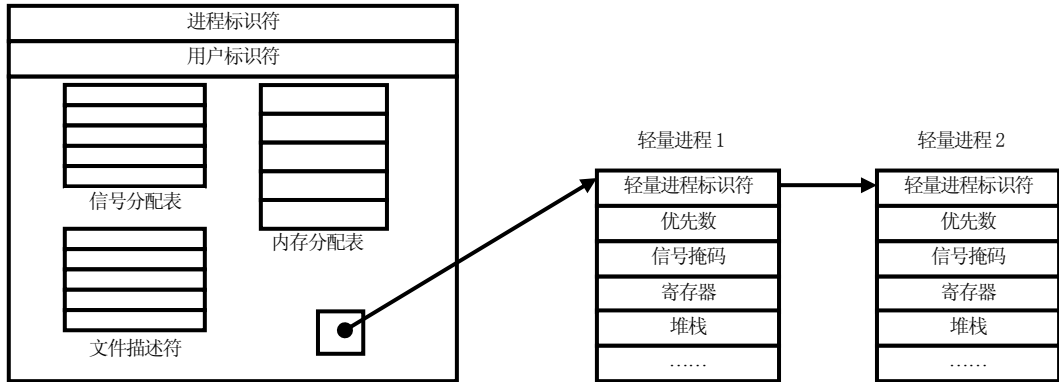 进程标识符
用户标识符
信号分配表
内存分配表
文件描述符
轻量进程 1
轻量进程标识符
优先数
信号掩码
寄存器
堆栈
……
轻量进程 2
轻量进程标识符
优先数
信号掩码
寄存器
堆栈
……